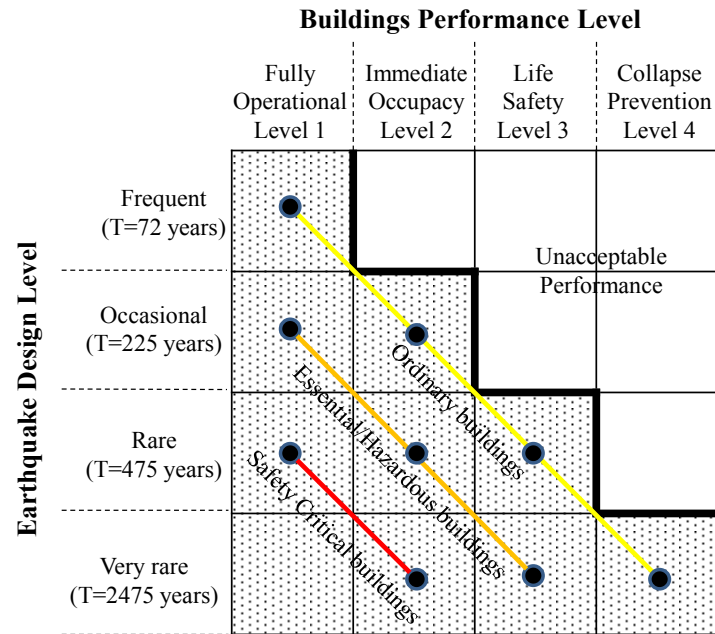 Buildings Performance Level
Fully
Operational
Level 1
Immediate
Occupancy
Level 2
Life
Safety
Level 3
Collapse
Prevention
Level 4
Earthquake Design Level
Frequent
(T=72 years)
Unacceptable
Performance
Occasional
(T=225 years)
Ordinary buildings
Essential/Hazardous buildings
Rare
(T=475 years)
Safety Critical buildings
Very rare
(T=2475 years)